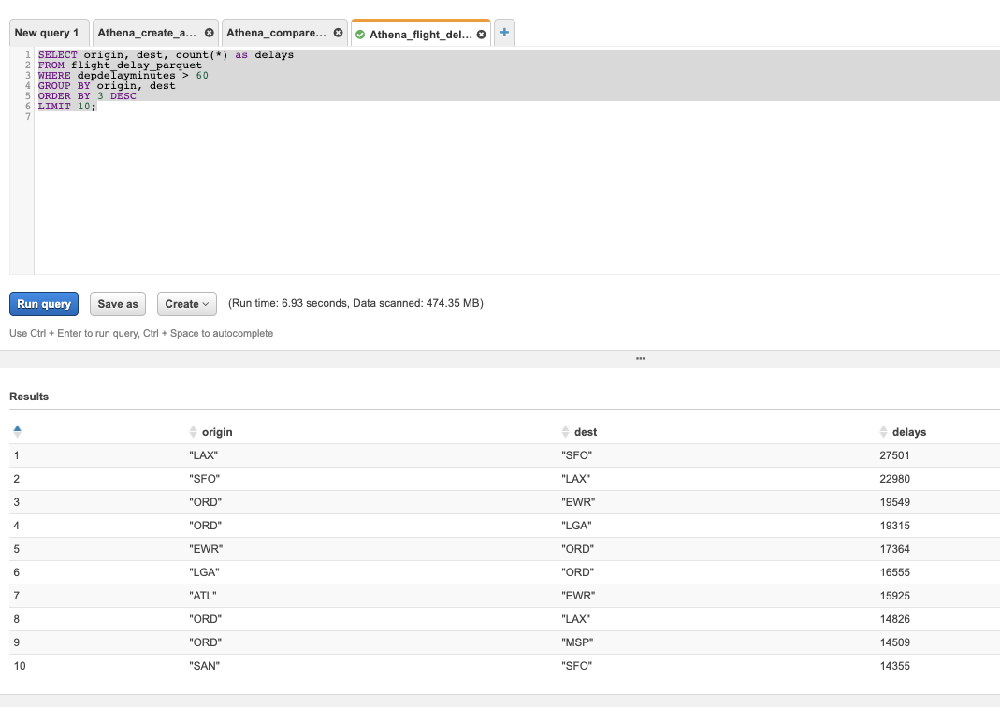 New query 1 Athena_create_a... Athena_compare... Athena_flight_del... +
1 SELECT origin, dest, count(*) as delays
2 FROM flight_delay_parquet
3 WHERE depdelayminutes > 60
4 GROUP BY origin, dest
5 ORDER BY 3 DESC
6 LIMIT 10;
7
Run query Save as Create (Run time: 6.93 seconds, Data scanned: 474.35 MB)
Use Ctrl + Enter to run query, Ctrl + Space to autocomplete
Results
origin dest delays
1 "LAX" "SFO" 27501
2 "SFO" "LAX" 22980
3 "ORD" "EWR" 19549
4 "ORD" "LGA" 19315
5 "EWR" "ORD" 17364
6 "LGA" "ORD" 16555
7 "ATL" "EWR" 15925
8 "ORD" "LAX" 14826
9 "ORD" "MSP" 14509
10 "SAN" "SFO" 14355